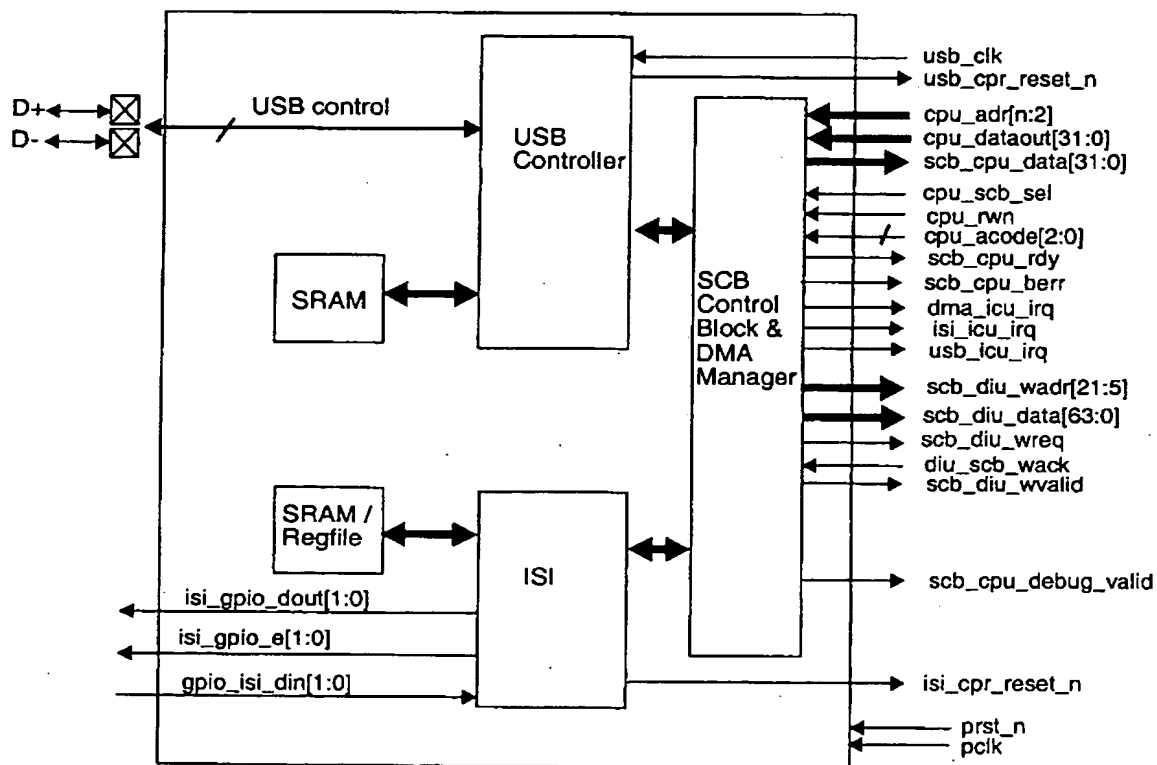 D+
D-
USB control
USB
Controller
SRAM
SRAM /
Regfile
ISI
SCB
Control
Block &
DMA
Manager
isi_gpio_dout[1:0]
isi_gpio_e[1:0]
gpio_isi_din[1:0]
usb_clk
usb_cpr_reset_n
cpu_adr[n:2]
cpu_dataout[31:0]
scb_cpu_data[31:0]
cpu_scb_sel
cpu_rwn
cpu_acode[2:0]
scb_cpu_rdy
scb_cpu_berr
dma_icu_irq
isi_icu_irq
usb_icu_irq
scb_diu_wadr[21:5]
scb_diu_data[63:0]
scb_diu_wreq
diu_scb_wack
scb_diu_wvalid
scb_cpu_debug_valid
isi_cpr_reset_n
prst_n
pclk